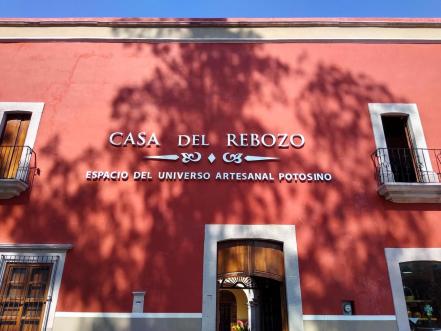 CASA DEL REBOZO
ESPACIO DEL UNIVERSO ARTESANAL POTOSINO